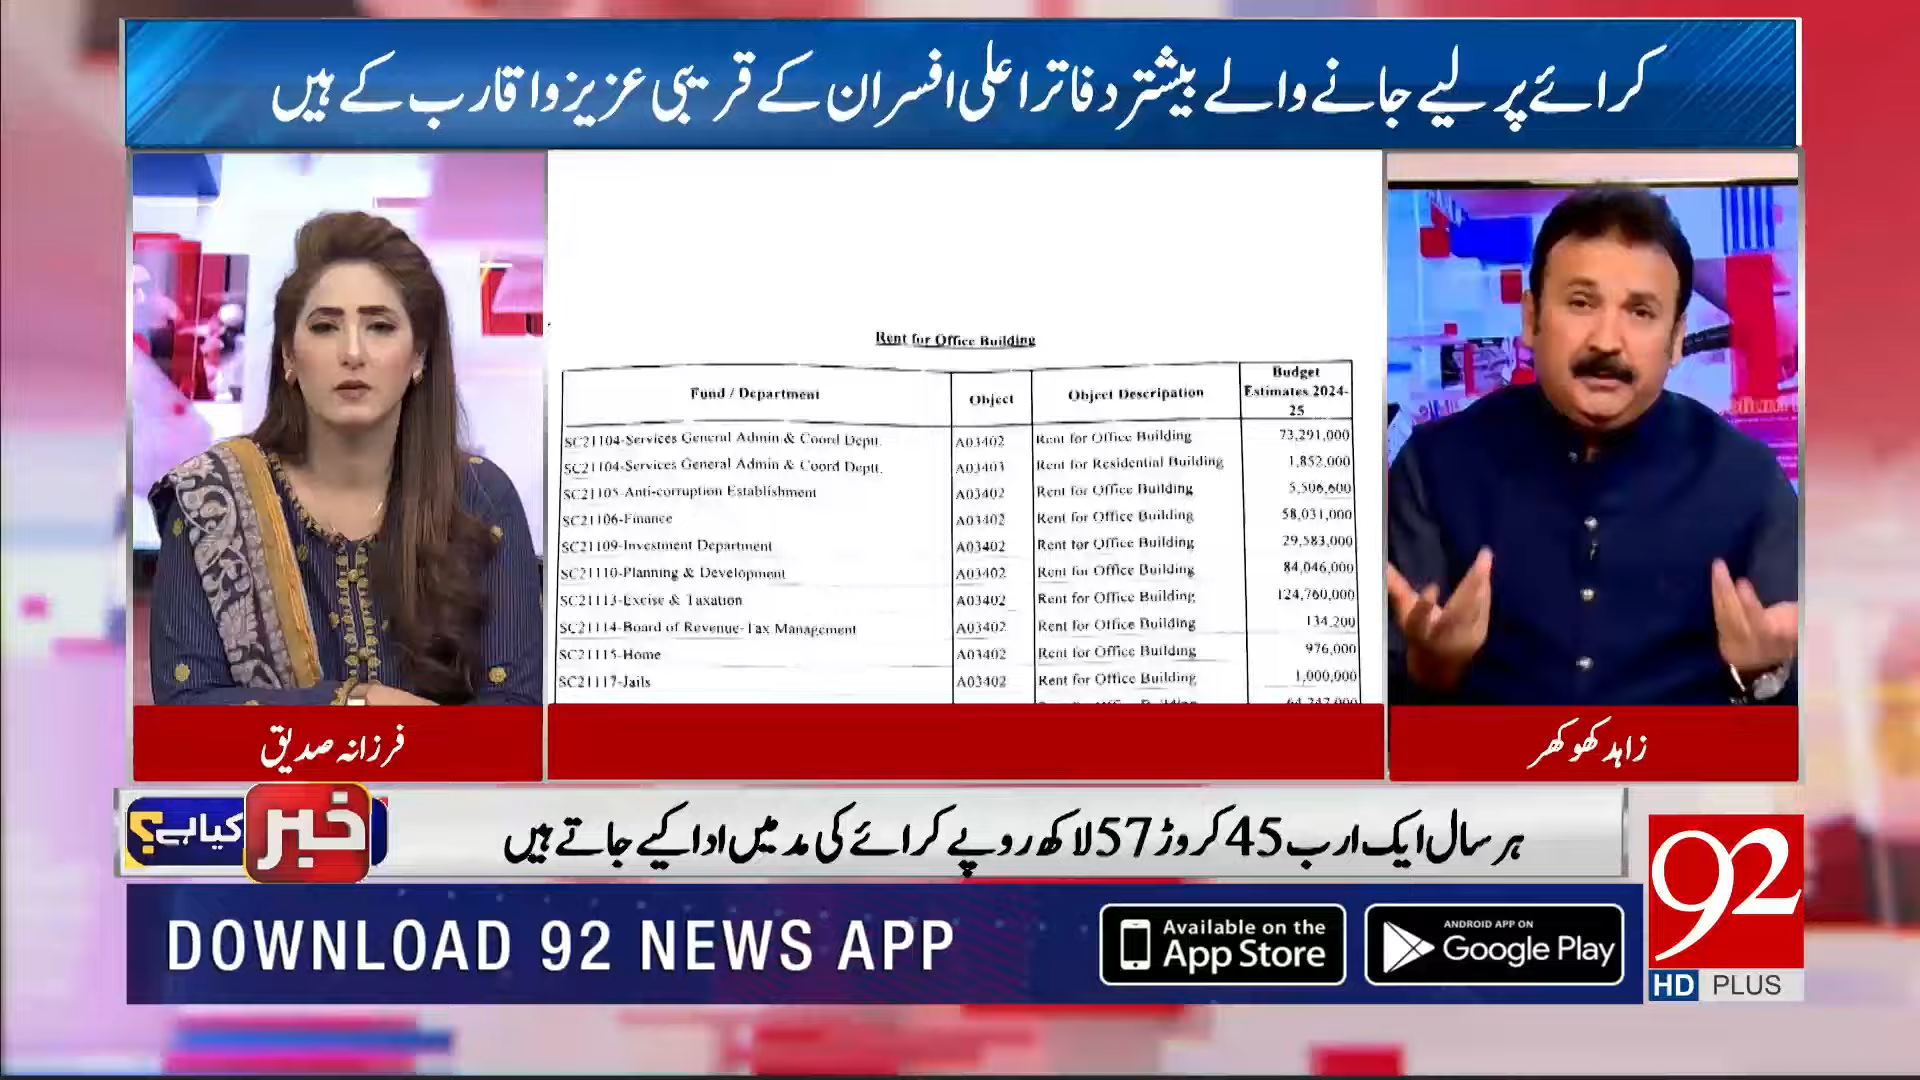 کرائے پر لیے جانے والے بیشتر دفاتر اعلی افسران کے قریبی عزیز و اقارب کے ہیں
Rent for Office Building
Fund / Department Object Object Descripation Budget Estimates 2024-25
SC21104-Services General Admin & Coord Deptt. A03402 Rent for Office Building 73,291,000
SC21104-Services General Admin & Coord Deptt. A03403 Rent for Residential Building 1,852,000
SC21105-Anti-corruption Establishment A03402 Rent for Office Building 5,506,600
SC21106-Finance A03402 Rent for Office Building 58,031,000
SC21109-Investment Department A03402 Rent for Office Building 29,583,000
SC21110-Planning & Development A03402 Rent for Office Building 84,046,000
SC21113-Excise & Taxation A03402 Rent for Office Building 124,760,000
SC21114-Board of Revenue-Tax Management A03402 Rent for Office Building 134,200
SC21115-Home A03402 Rent for Office Building 976,000
SC21117-Jails A03402 Rent for Office Building 1,000,000
فرزانہ صدیق
زاہد کھوکھر
خبر کیا ہے؟
ہر سال ایک ارب 45 کروڑ 57 لاکھ روپے کرائے کی مد میں ادا کیے جاتے ہیں
DOWNLOAD 92 NEWS APP
Available on the
App Store
ANDROID APP ON
Google Play
92
HD PLUS